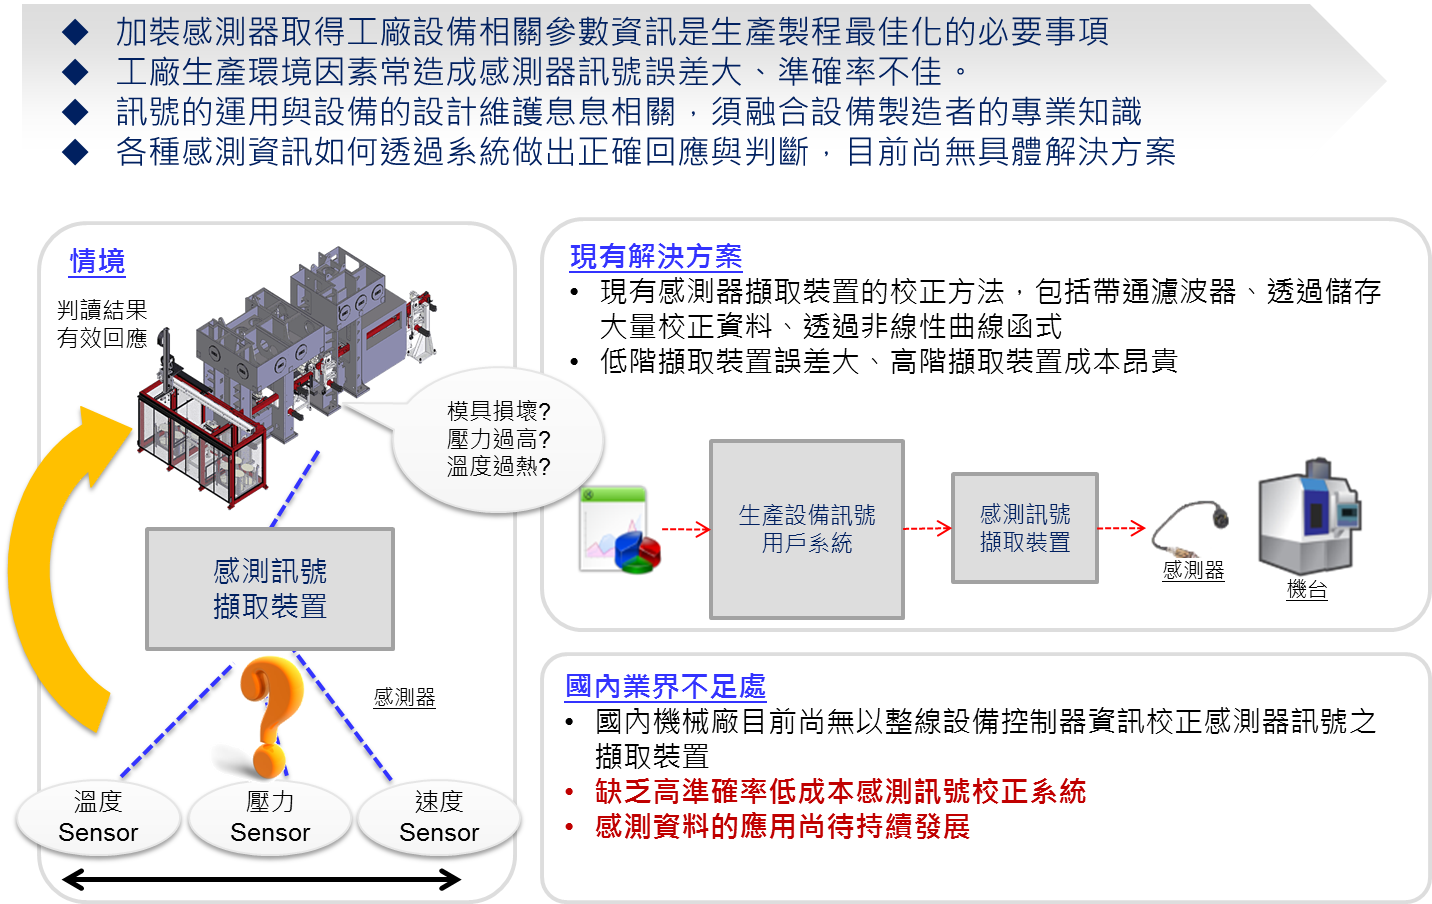 ◆ 加裝感測器取得工廠設備相關參數資訊是生產製程最佳化的必要事項
◆ 工廠生產環境因素常造成感測器訊號誤差大、準確率不佳。
◆ 訊號的運用與設備的設計維護息息相關，須融合設備製造者的專業知識
◆ 各種感測資訊如何透過系統做出正確回應與判斷，目前尚無具體解決方案
情境
判讀結果
有效回應
模具損壞?
壓力過高?
溫度過熱?
感測訊號
擷取裝置
感測器
溫度
Sensor
壓力
Sensor
速度
Sensor
現有解決方案
• 現有感測器擷取裝置的校正方法，包括帶通濾波器、透過儲存
大量校正資料、透過非線性曲線函式
• 低階擷取裝置誤差大、高階擷取裝置成本昂貴
生產設備訊號
用戶系統
感測訊號
擷取裝置
感測器
機台
國內業界不足處
• 國內機械廠目前尚無以整線設備控制器資訊校正感測器訊號之
擷取裝置
• 缺乏高準確率低成本感測訊號校正系統
• 感測資料的應用尚待持續發展